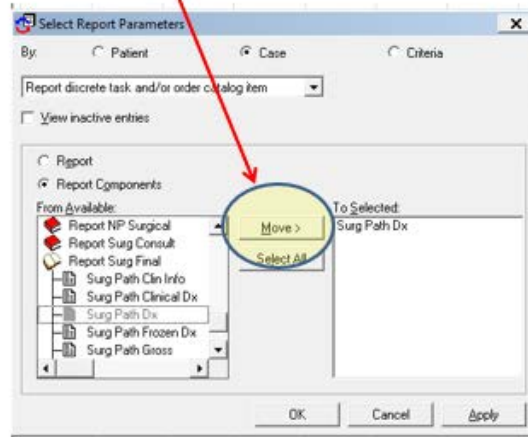 Select Report Parameters
By: Patient Case Criteria
Report discrete task and/or order catalog item
View inactive entries
Report
Report Components
From Available: To Selected:
Report NP Surgical Move > Surg Path Dx
Report Surg Consult
Report Surg Final Select All
Surg Path Clin Info
Surg Path Clinical Dx
Surg Path Dx
Surg Path Frozen Dx
Surg Path Gross
OK Cancel Apply